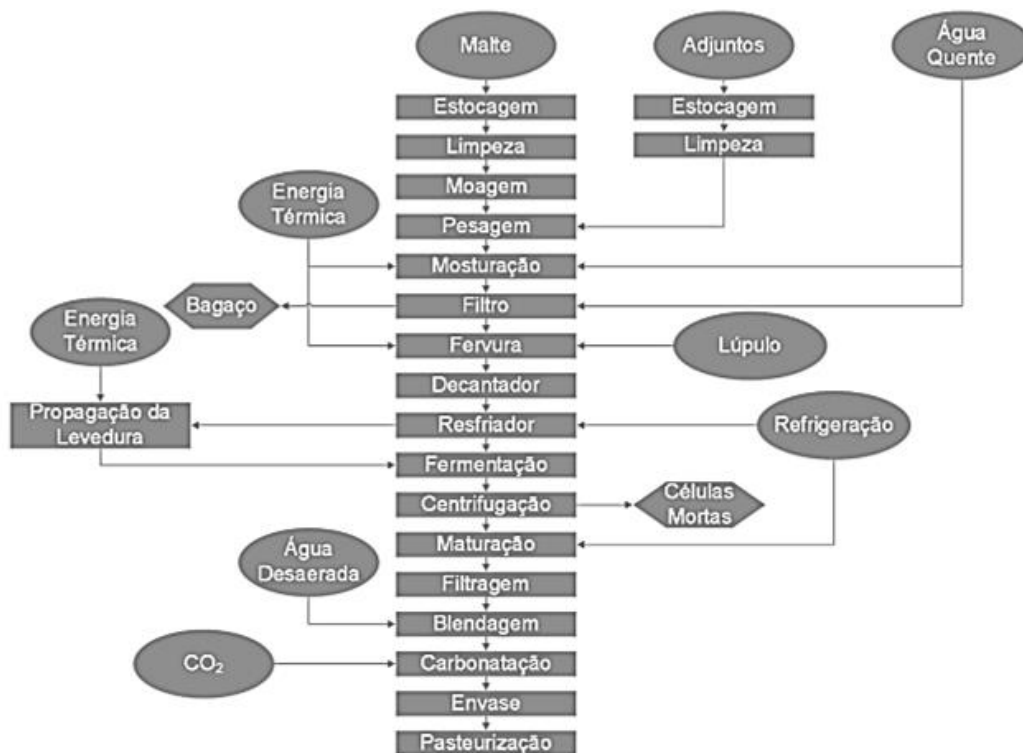 Malte
Adjuntos
Água
Quente
Estocagem
Estocagem
Limpeza
Limpeza
Moagem
Energia
Térmica
Pesagem
Mosturação
Bagaço
Filtro
Energia
Térmica
Fervura
Lúpulo
Decantador
Propagação da
Levedura
Resfriador
Refrigeração
Fermentação
Centrifugação
Células
Mortas
Maturação
Água
Desaerada
Filtragem
Blendagem
CO₂
Carbonatação
Envase
Pasteurização